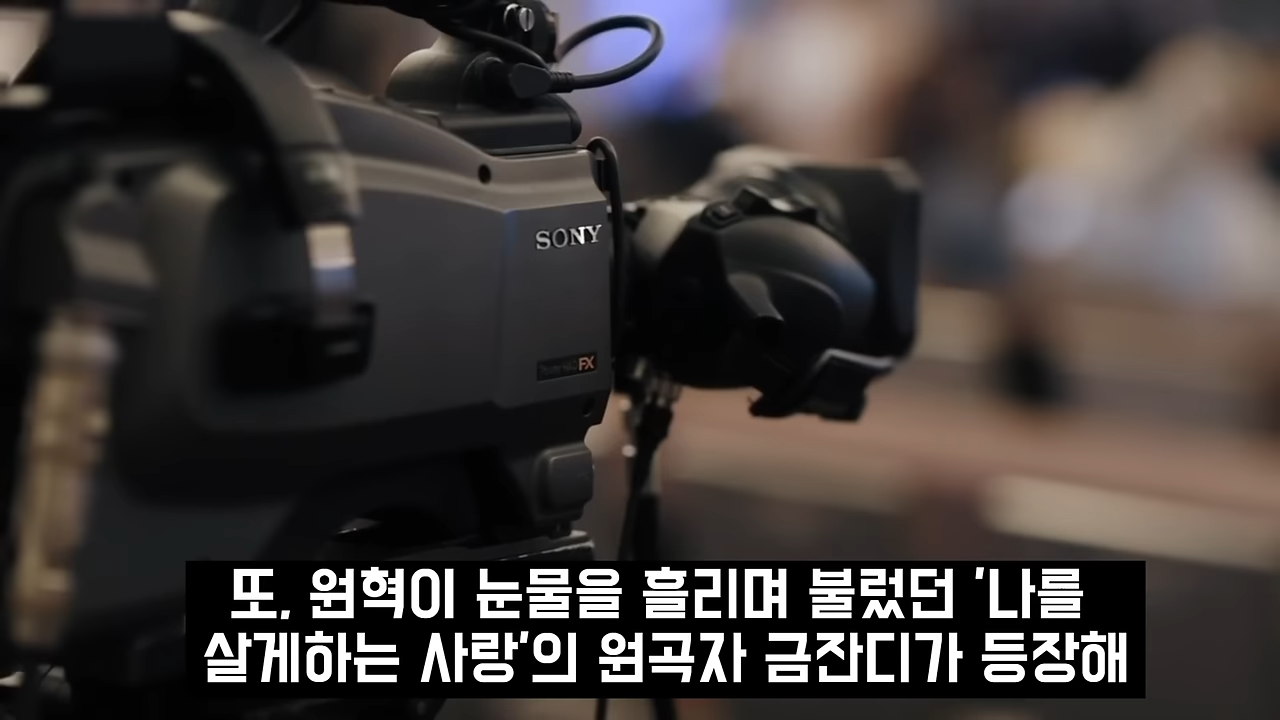 SONY
FX
또, 원혁이 눈물을 흘리며 불렀던 '나를
살게하는 사랑'의 원곡자 금잔디가 등장해